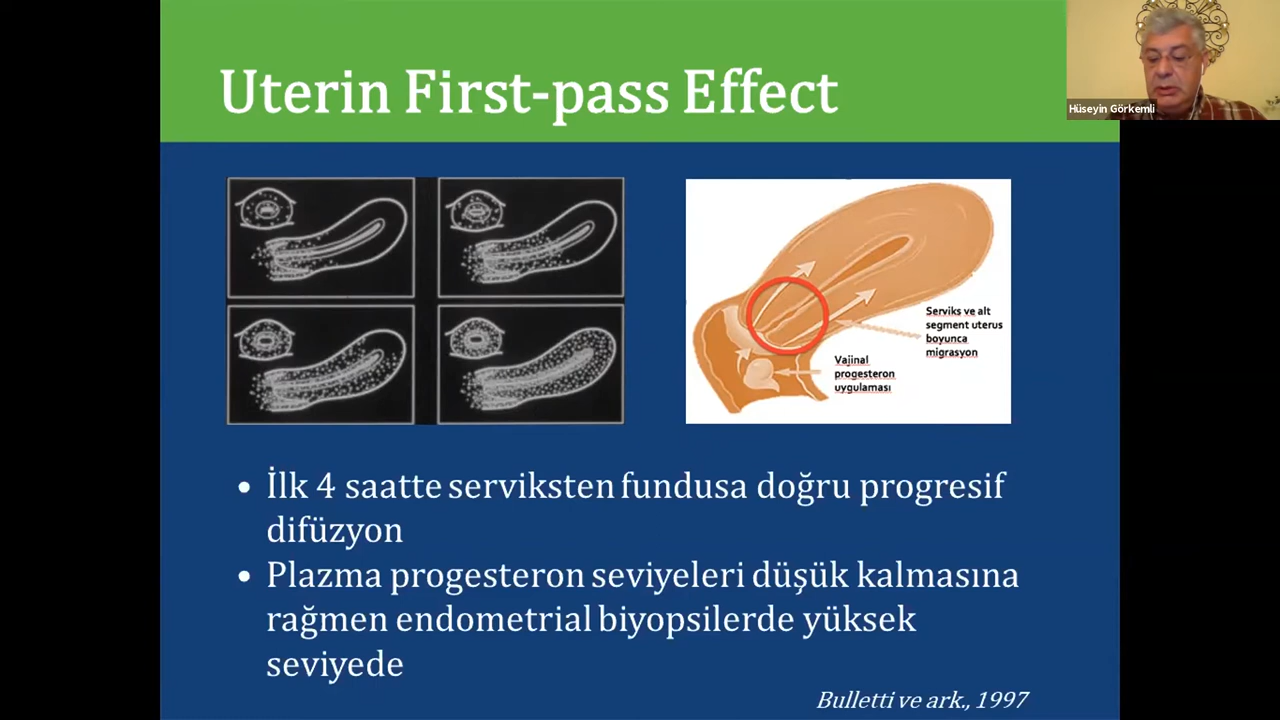 Uterin First-pass Effect
Hüseyin Görkemli
Serviks ve alt
segment uterus
boyunca
migrasyon
Vajinal
progesteron
uygulaması
• İlk 4 saatte serviksten fundusa doğru progresif
difüzyon
• Plazma progesteron seviyeleri düşük kalmasına
rağmen endometrial biyopsilerde yüksek
seviyede
Bulletti ve ark., 1997